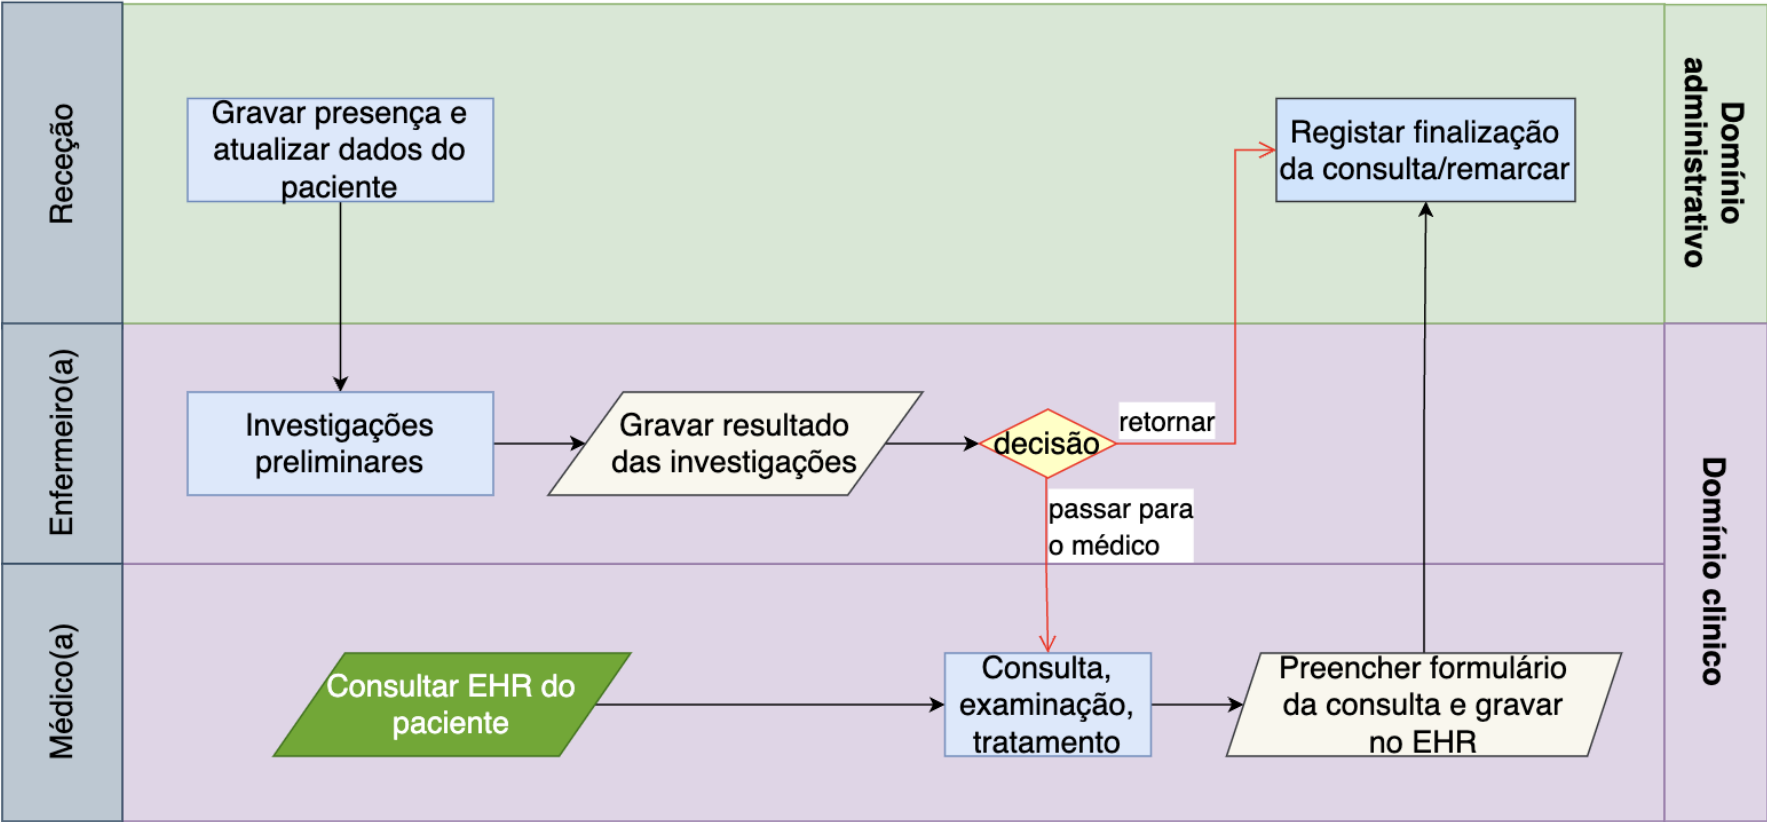 Receção
Gravar presença e
atualizar dados do
paciente
Registar finalização
da consulta/remarcar
Domínio
administrativo
Enfermeiro(a)
Investigações
preliminares
Gravar resultado
das investigações
decisão
retornar
passar para
o médico
Domínio clinico
Médico(a)
Consultar EHR do
paciente
Consulta,
examinação,
tratamento
Preencher formulário
da consulta e gravar
no EHR